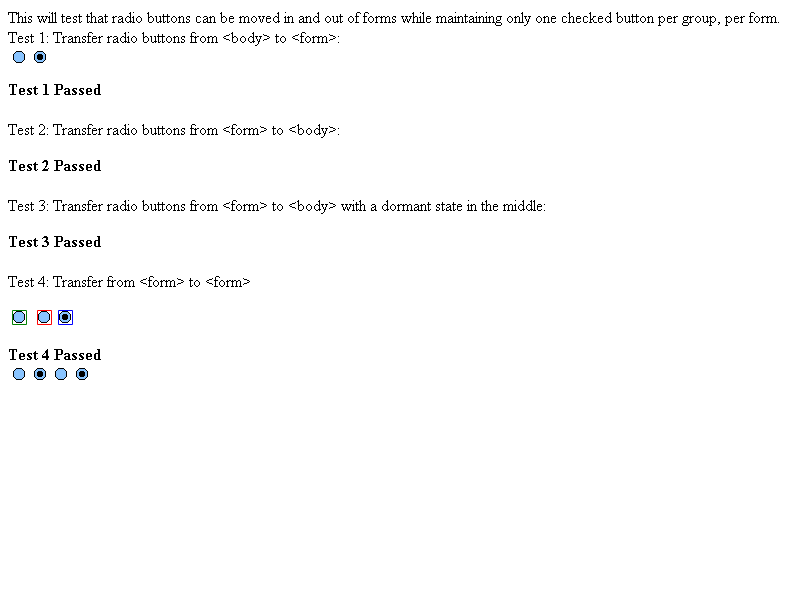 This will test that radio buttons can be moved in and out of forms while maintaining only one checked button per group, per form.
Test 1: Transfer radio buttons from <body> to <form>:
Test 1 Passed
Test 2: Transfer radio buttons from <form> to <body>:
Test 2 Passed
Test 3: Transfer radio buttons from <form> to <body> with a dormant state in the middle:
Test 3 Passed
Test 4: Transfer from <form> to <form>
Test 4 Passed